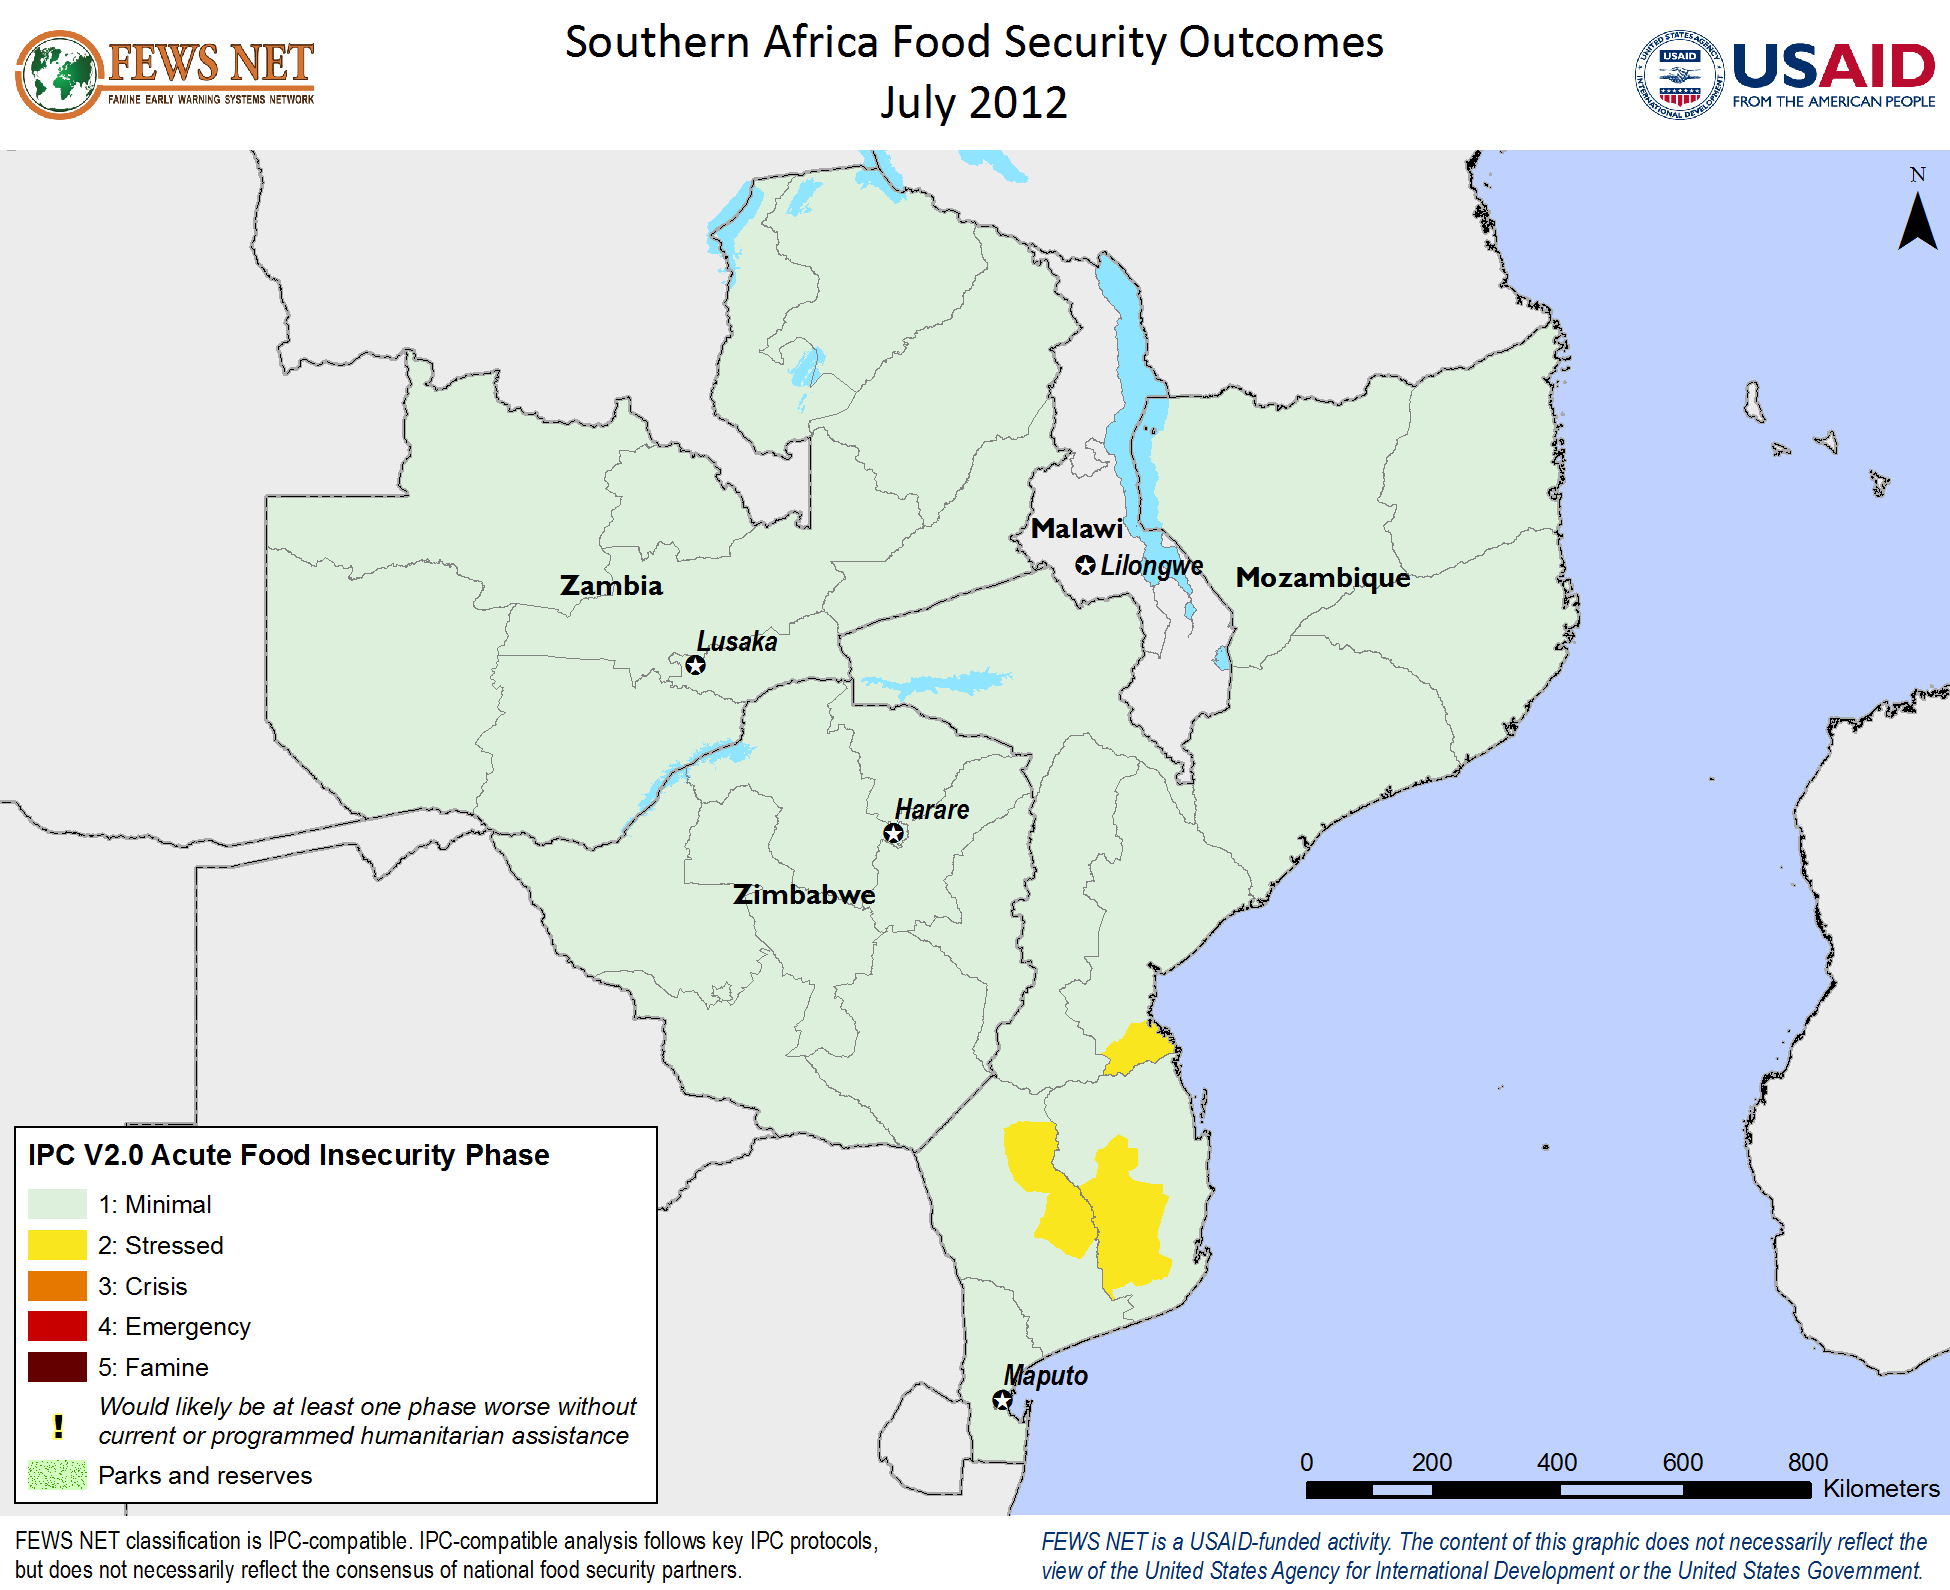 FEWS NET
FAMINE EARLY WARNING SYSTEMS NETWORK
Southern Africa Food Security Outcomes
July 2012
UNITED STATES AGENCY
USAID
INTERNATIONAL DEVELOPMENT
USAID
FROM THE AMERICAN PEOPLE
N
Malawi
Lilongwe
Zambia
Mozambique
Lusaka
Harare
Zimbabwe
Maputo
IPC V2.0 Acute Food Insecurity Phase
1: Minimal
2: Stressed
3: Crisis
4: Emergency
5: Famine
! Would likely be at least one phase worse without
current or programmed humanitarian assistance
Parks and reserves
0 200 400 600 800
Kilometers
FEWS NET classification is IPC-compatible. IPC-compatible analysis follows key IPC protocols,
but does not necessarily reflect the consensus of national food security partners.
FEWS NET is a USAID-funded activity. The content of this graphic does not necessarily reflect the
view of the United States Agency for International Development or the United States Government.